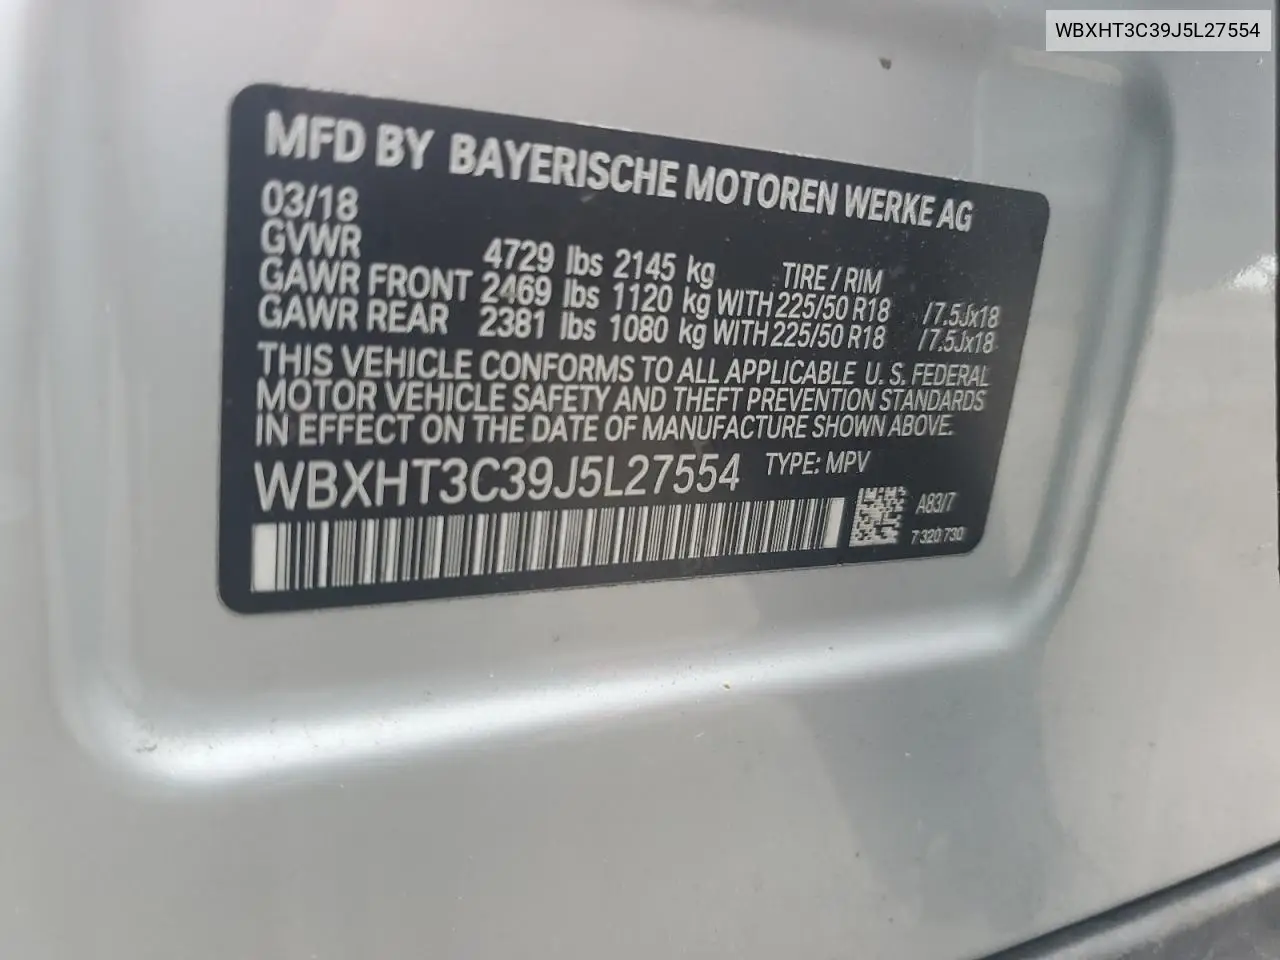 WBXHT3C39J5L27554
MFD BY BAYERISCHE MOTOREN WERKE AG
03/18
GVWR 4729 lbs 2145 kg TIRE / RIM
GAWR FRONT 2469 lbs 1120 kg WITH 225/50 R18 /7.5Jx18
GAWR REAR 2381 lbs 1080 kg WITH 225/50 R18 /7.5Jx18
THIS VEHICLE CONFORMS TO ALL APPLICABLE U. S. FEDERAL
MOTOR VEHICLE SAFETY AND THEFT PREVENTION STANDARDS
IN EFFECT ON THE DATE OF MANUFACTURE SHOWN ABOVE.
WBXHT3C39J5L27554 TYPE: MPV
A83/7
7 320 730